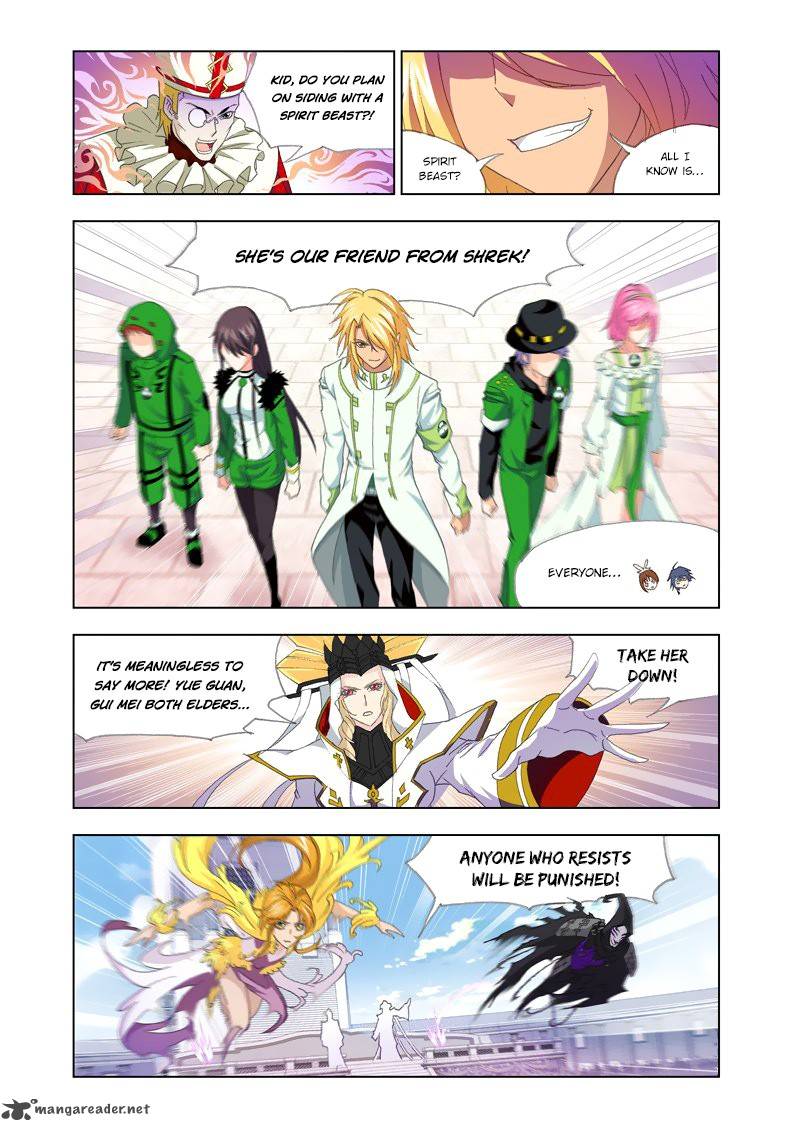 KID, DO YOU PLAN
ON SIDING WITH A
SPIRIT BEAST?!
SPIRIT
BEAST?
ALL I
KNOW IS...
SHE'S OUR FRIEND FROM SHREK!
EVERYONE...
IT'S MEANINGLESS TO
SAY MORE! YUE GUAN,
GUI MEI BOTH ELDERS...
TAKE HER
DOWN!
ANYONE WHO RESISTS
WILL BE PUNISHED!
mangareader.net